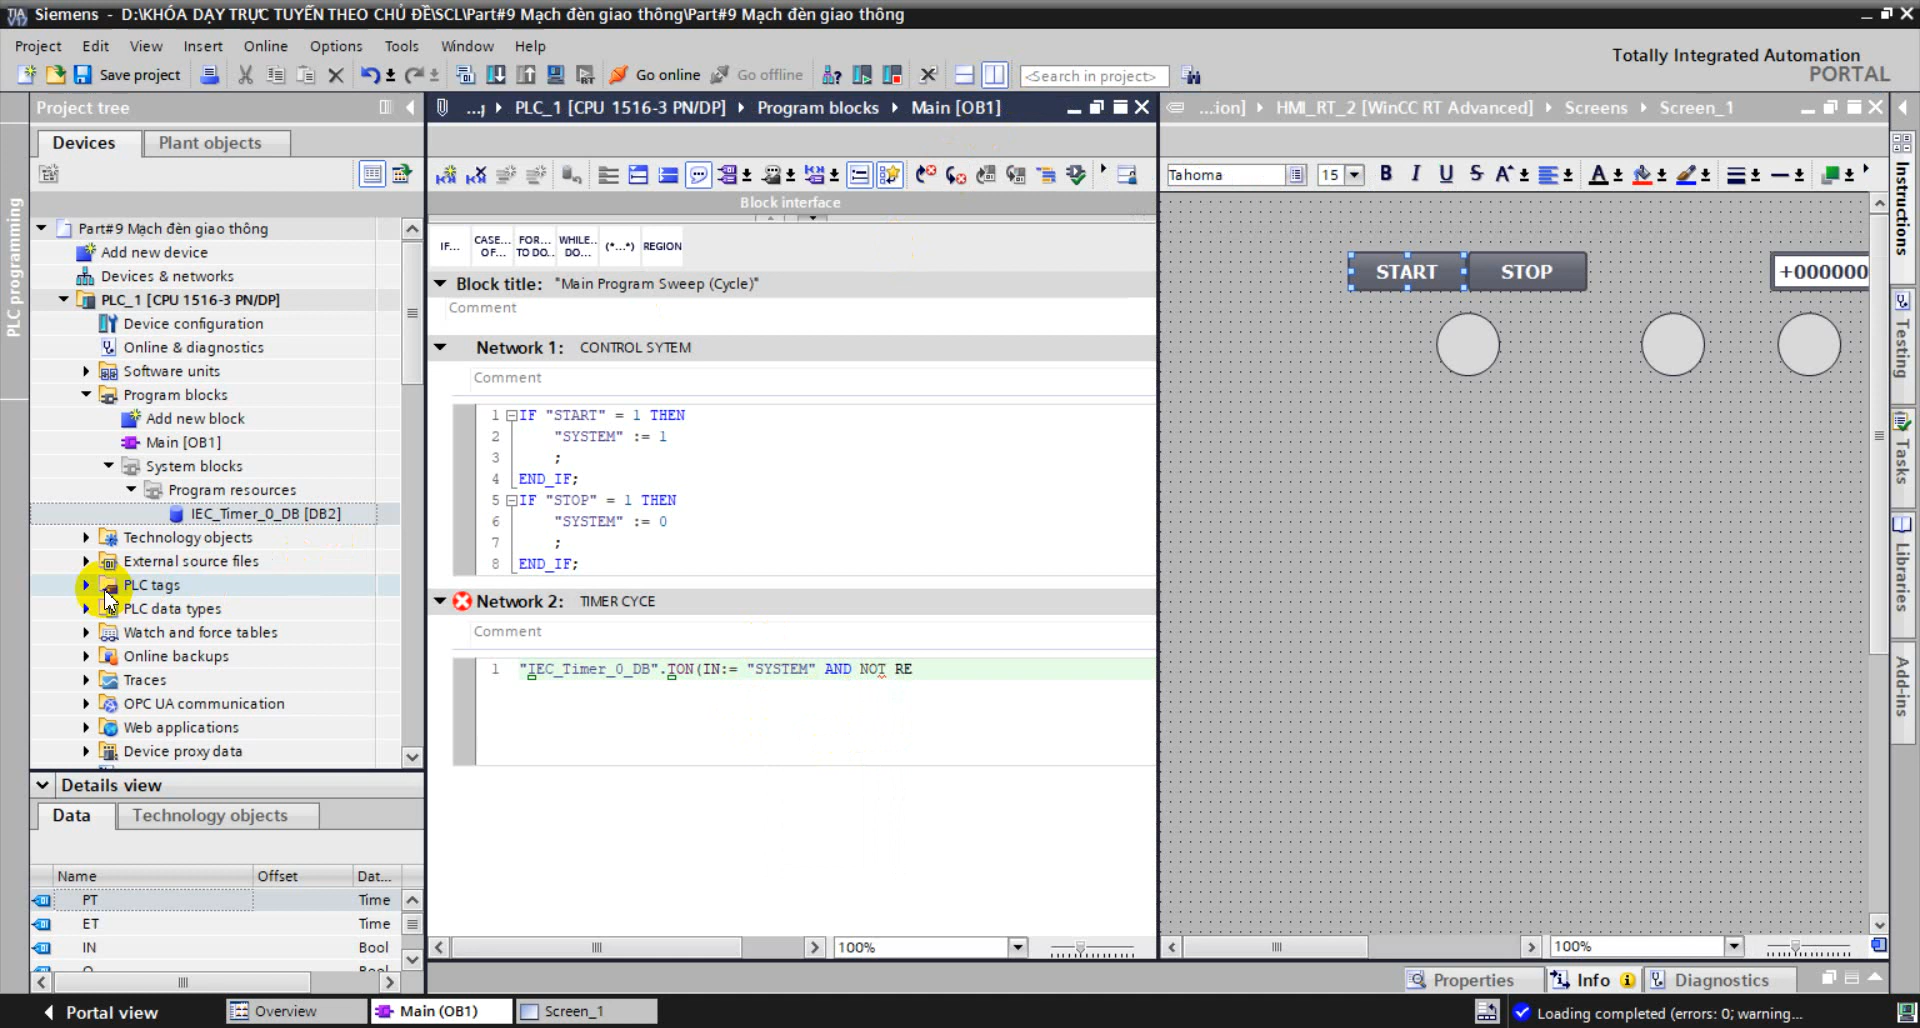 Siemens - D:\KHÓA DẠY TRỰC TUYẾN THEO CHỦ ĐỀ\SCL\Part#9 Mạch đèn giao thông\Part#9 Mạch đèn giao thông
Project Edit View Insert Online Options Tools Window Help
Totally Integrated Automation
PORTAL
Save project
Go online
Go offline
<Search in project>
Project tree
PLC_1 [CPU 1516-3 PN/DP] Program blocks Main [OB1]
...ion] HMI_RT_2 [WinCC RT Advanced] Screens Screen_1
Devices
Plant objects
Tahoma
15
B I U S
Block interface
IF...
CASE... OF...
FOR... TO DO...
WHILE... DO...
(*...*)
REGION
Part#9 Mạch đèn giao thông
Add new device
Devices & networks
PLC_1 [CPU 1516-3 PN/DP]
Device configuration
Online & diagnostics
Software units
Program blocks
Add new block
Main [OB1]
System blocks
Program resources
IEC_Timer_0_DB [DB2]
Technology objects
External source files
PLC tags
PLC data types
Watch and force tables
Online backups
Traces
OPC UA communication
Web applications
Device proxy data
Block title: "Main Program Sweep (Cycle)"
Comment
Network 1: CONTROL SYTEM
Comment
1 IF "START" = 1 THEN
2 "SYSTEM" := 1
3 ;
4 END_IF;
5 IF "STOP" = 1 THEN
6 "SYSTEM" := 0
7 ;
8 END_IF;
Network 2: TIMER CYCE
Comment
1 "IEC_Timer_0_DB".TON(IN:= "SYSTEM" AND NOT RE
100%
START
STOP
+000000
100%
PLC programming
Instructions
Testing
Tasks
Libraries
Add-ins
Details view
Data
Technology objects
Name Offset Dat...
PT Time
ET Time
IN Bool
Properties
Info
Diagnostics
Portal view
Overview
Main (OB1)
Screen_1
Loading completed (errors: 0; warning...